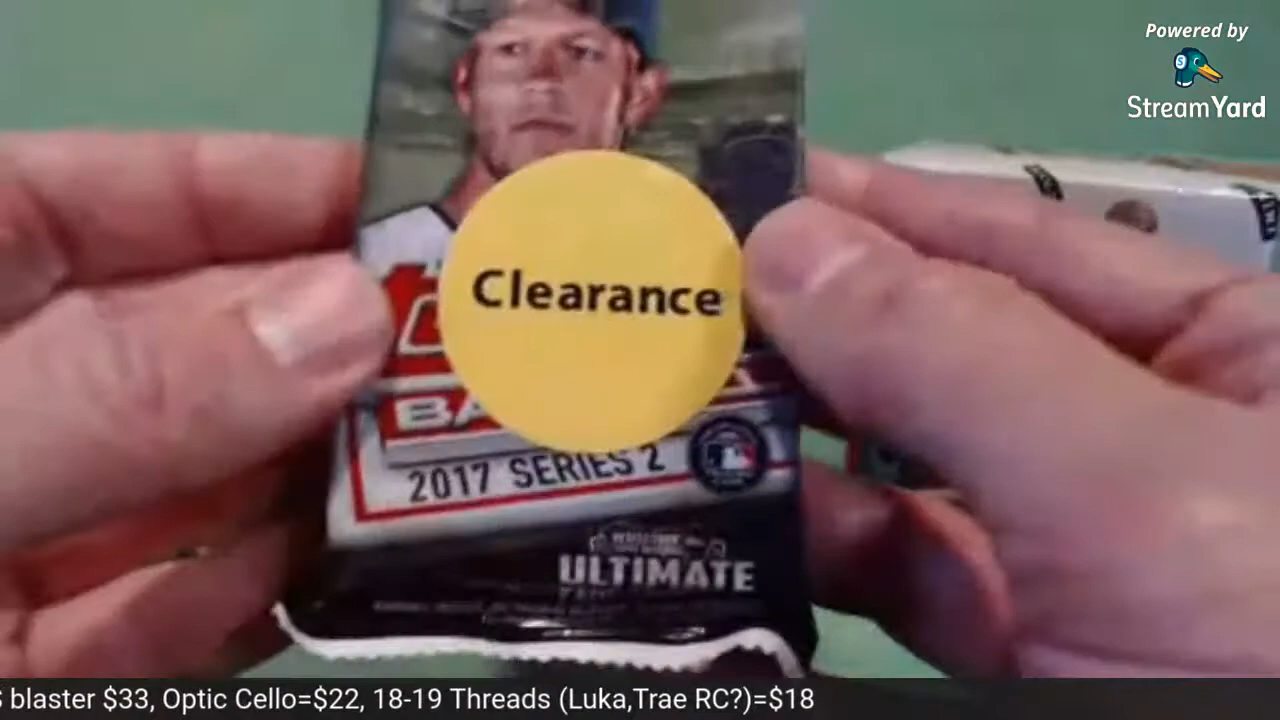 Powered by
StreamYard
Clearance
BA
2017 SERIES 2
ULTIMATE
S blaster $33, Optic Cello=$22, 18-19 Threads (Luka,Trae RC?)=$18